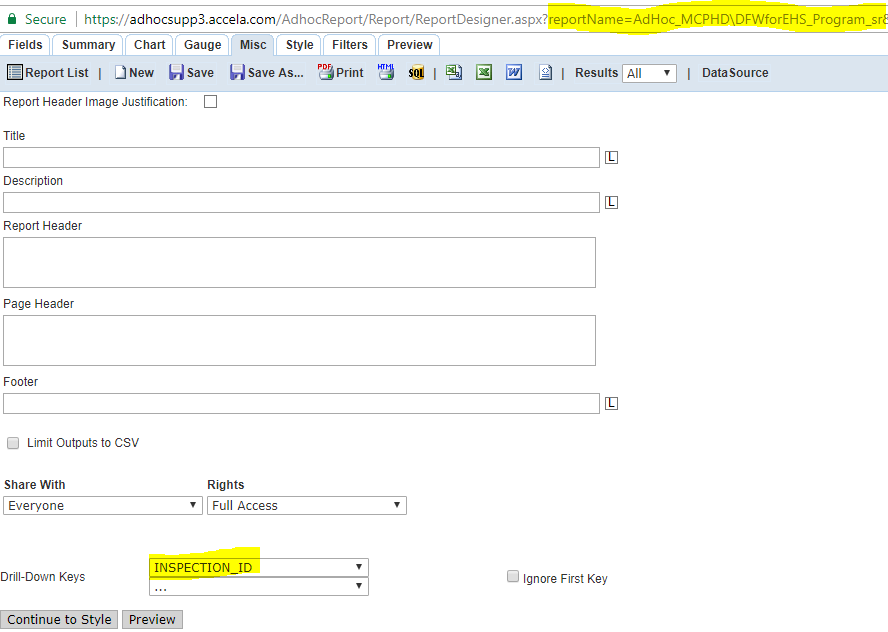 Secure https://adhocsupp3.accela.com/AdhocReport/Report/ReportDesigner.aspx?reportName=AdHoc_MCPHD\DFWforEHS_Program_sr
Fields Summary Chart Gauge Misc Style Filters Preview
Report List | New Save Save As... PDF Print HTML SQL | | Results All | DataSource
Report Header Image Justification:
Title
L
Description
L
Report Header
Page Header
Footer
L
Limit Outputs to CSV
Share With Rights
Everyone Full Access
INSPECTION_ID
Drill-Down Keys Ignore First Key
...
Continue to Style Preview